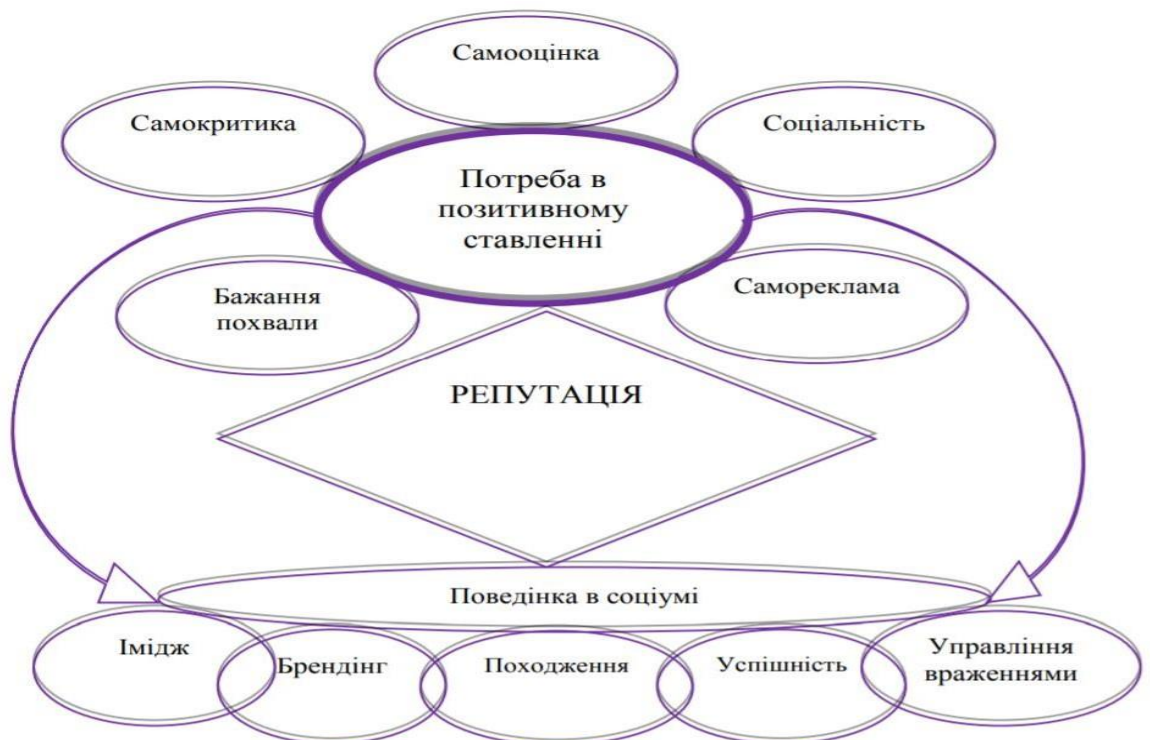 Самооцінка
Самокритика
Соціальність
Потреба в
позитивному
ставленні
Бажання
похвали
Самореклама
РЕПУТАЦІЯ
Поведінка в соціумі
Імідж
Брендінг
Походження
Успішність
Управління
враженнями